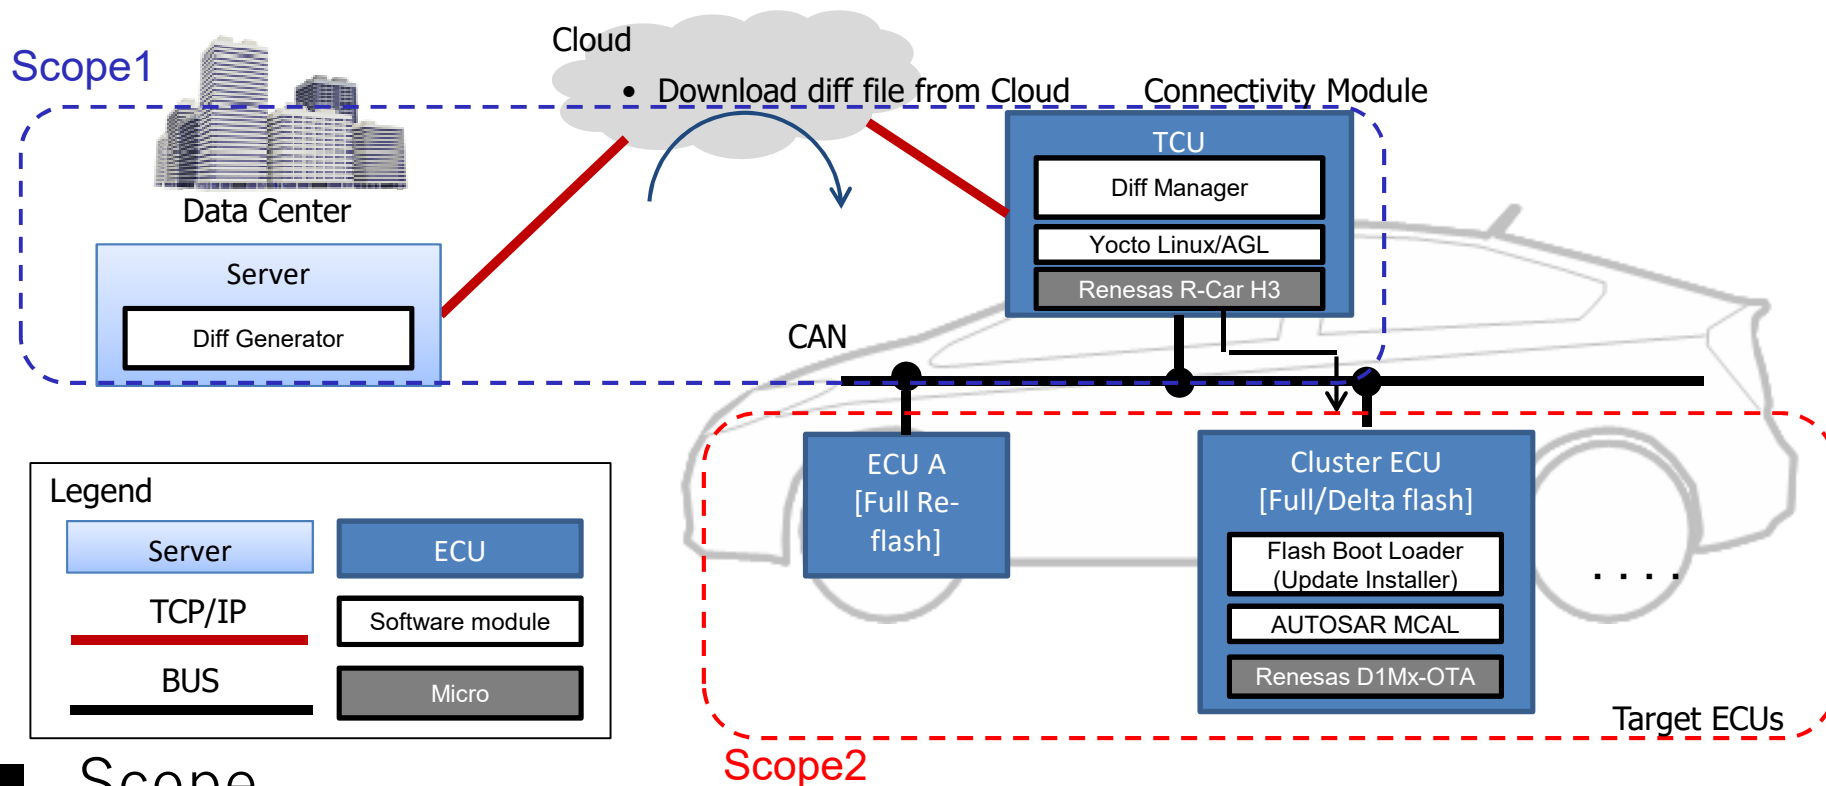 Scope1
Cloud
• Download diff file from Cloud
Connectivity Module
Data Center
Server
Diff Generator
TCU
Diff Manager
Yocto Linux/AGL
Renesas R-Car H3
CAN
ECU A
[Full Re-
flash]
Cluster ECU
[Full/Delta flash]
Flash Boot Loader
(Update Installer)
AUTOSAR MCAL
Renesas D1Mx-OTA
. . . .
Target ECUs
Scope2
Legend
Server
ECU
TCP/IP
Software module
BUS
Micro
Scope